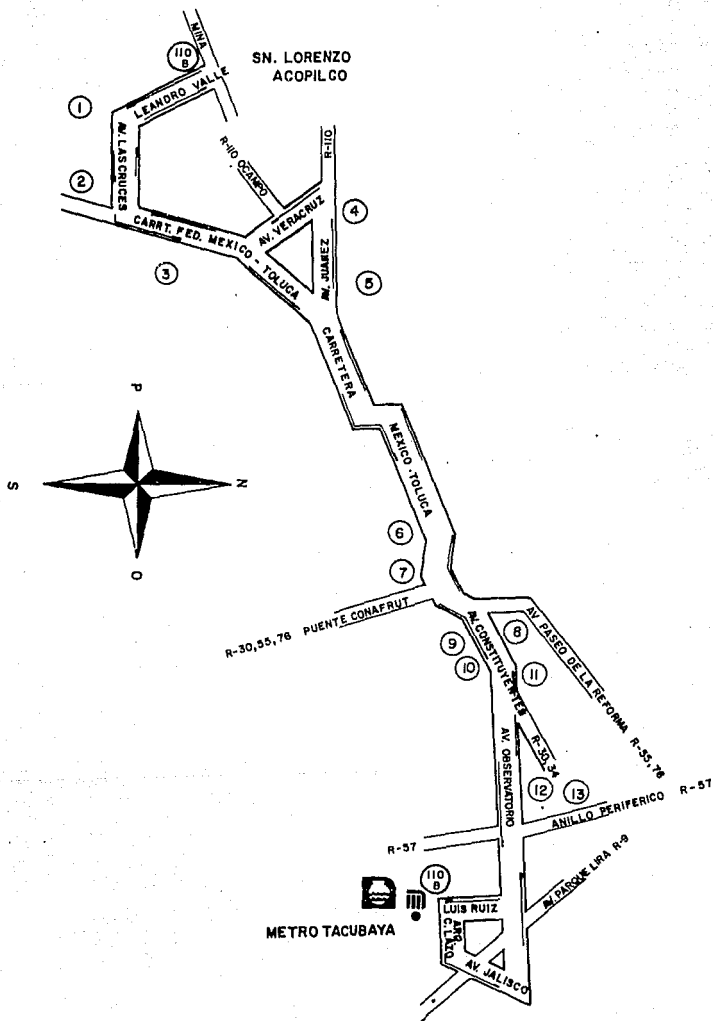 MINA
110
B
SN. LORENZO
ACOPILCO
LEANDRO VALLE
1
AV. LAS CRUCES
R-110 OCAMPO
R-110
2
CARRT. FED. MEXICO - TOLUCA
AV. VERACRUZ
4
AV. JUAREZ
3
5
CARRETERA
P
MEXICO - TOLUCA
S
N
O
6
7
R-30,55,76 PUENTE CONAFRUT
AV. CONSTITUYENTES
8
AV PASEO DE LA REFORMA R-55,76
9
10
11
R-30,34
AV. OBSERVATORIO
12
13
ANILLO PERIFERICO R-57
R-57
AV. PARQUE LIRA R-9
110
B
LUIS RUIZ
METRO TACUBAYA
ARQ.
C. LAZO
AV. JALISCO